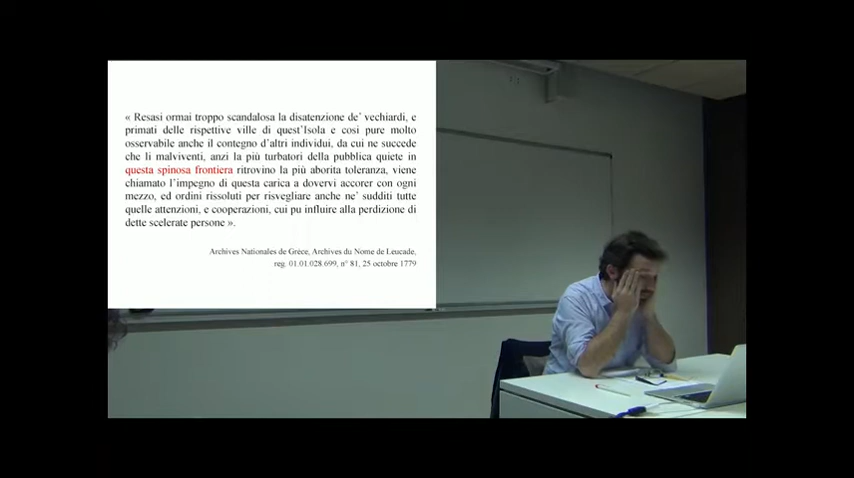 « Resasi ormai troppo scandalosa la disatenzione de' vechiardi, e
primati delle rispettive ville di quest'Isola e cosi pure molto
osservabile anche il contegno d'altri individui, da cui ne succede
che li malviventi, anzi la più turbatori della pubblica quiete in
questa spinosa frontiera ritrovino la più aborita toleranza, viene
chiamato l'impegno di questa carica a dovervi accorer con ogni
mezzo, ed ordini rissoluti per risvegliare anche ne' sudditi tutte
quelle attenzioni, e cooperazioni, cui pu influire alla perdizione di
dette scelerate persone ».
Archives Nationales de Grèce, Archives du Nome de Leucade,
reg. 01.01.028.699, n° 81, 25 octobre 1779